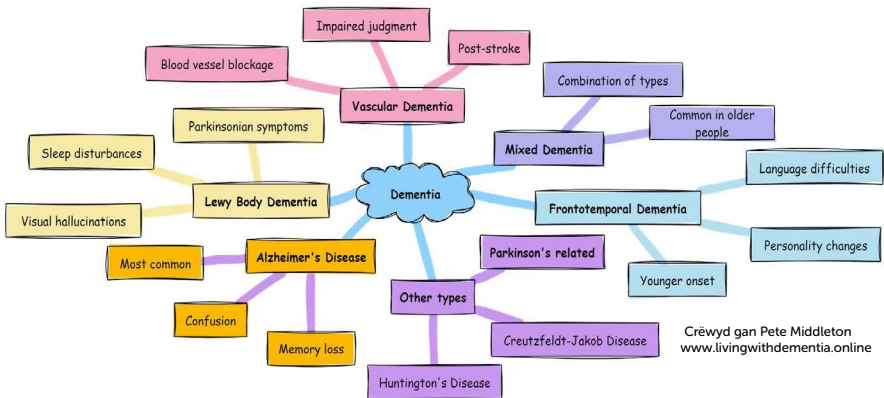 Impaired judgment
Post-stroke
Blood vessel blockage
Vascular Dementia
Combination of types
Common in older
people
Mixed Dementia
Parkinsonian symptoms
Sleep disturbances
Visual hallucinations
Lewy Body Dementia
Dementia
Language difficulties
Frontotemporal Dementia
Personality changes
Younger onset
Alzheimer's Disease
Most common
Confusion
Memory loss
Parkinson's related
Other types
Creutzfeldt-Jakob Disease
Huntington's Disease
Crëwyd gan Pete Middleton
www.livingwithdementia.online